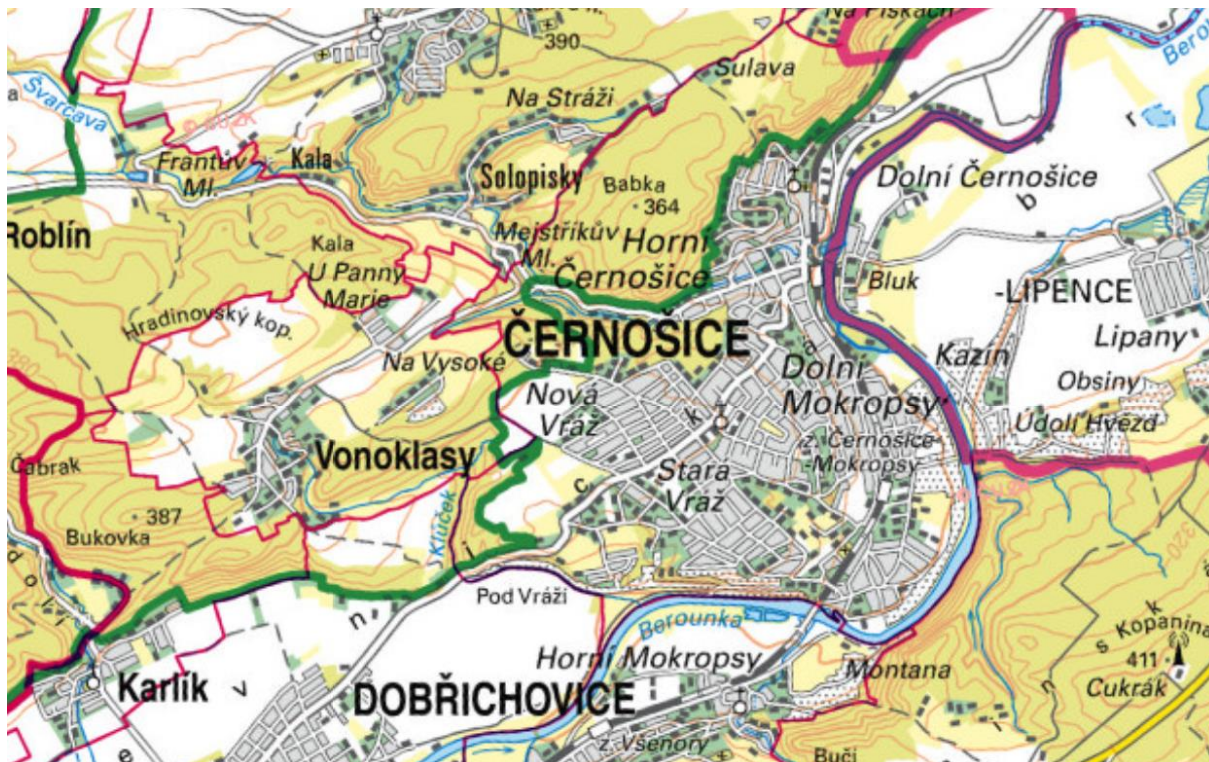 Na Pískách
390
Sulava
Berou
Švarcava
Na Stráži
Frantův
Ml.
Kala
Solopisky
Babka
364
Dolní Černošice
r
b
Roblín
Mejstříkův
Ml.
Horní
Černošice
Kala
U Panny
Marie
Bluk
-LIPENCE
Hradinovský kop.
ČERNOŠICE
Lipany
Na Vysoké
Kazín
Dolní
Mokropsy
Obsiny
Nová
Vráž
k
Údolí Hvězd
z. Černošice
-Mokropsy
Vonoklasy
Stará
Vráž
Čabrak
c
387
Bukovka
Kluček
í
320
Pod Vráží
n
Berounka
k
s
Kopanina
Horní Mokropsy
Montana
411
Cukrák
n
Karlík
v
DOBŘICHOVICE
í
z. Všenory
e
Bučí